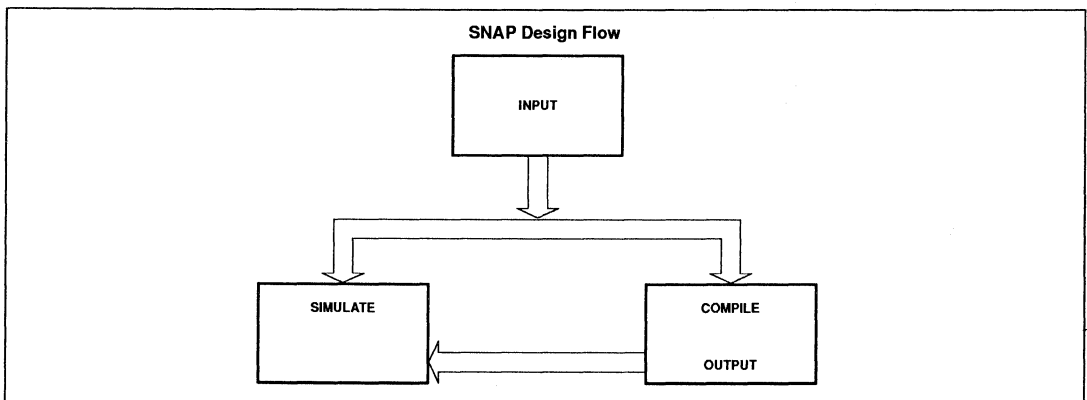 SNAP Design Flow
INPUT
SIMULATE
COMPILE
OUTPUT